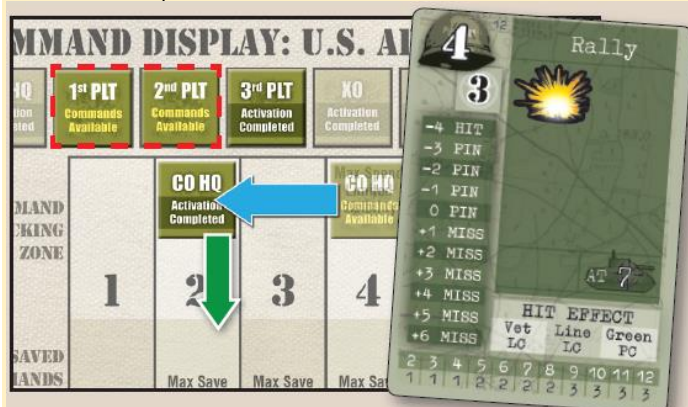 MMAND DISPLAY: U.S. A
HQ
1st PLT
Commands
Available
2nd PLT
Commands
Available
3rd PLT
Activation
Completed
XO
Activation
Completed
MAND
CKING
ZONE
CO HQ
Activation
Completed
CO HQ
Commands
Available
1
2
3
4
SAVED
MANDS
Max Save
Max Save
Max Sa
4
12
Rally
3
-4 HIT
-3 PIN
-2 PIN
-1 PIN
0 PIN
+1 MISS
+2 MISS
+3 MISS
+4 MISS
+5 MISS
+6 MISS
AT 7
HIT EFFECT
Vet Line Green
LC LC PC
2 3 4 5 6 7 8 9 10 11 12
1 1 1 2 2 2 2 3 3 3 3